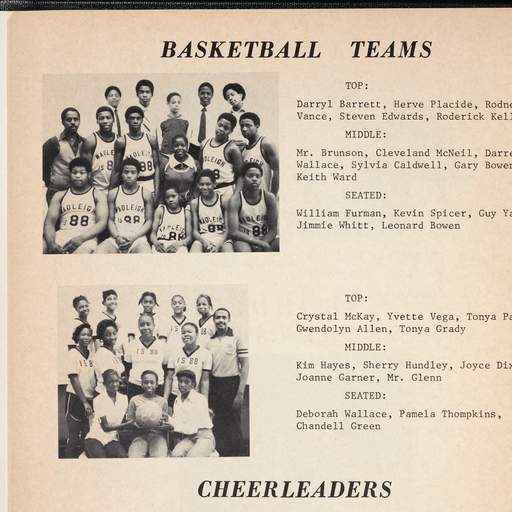 BASKETBALL TEAMS
TOP:
Darryl Barrett, Herve Placide, Rodne
Vance, Steven Edwards, Roderick Kell
MIDDLE:
Mr. Brunson, Cleveland McNeil, Darre
Wallace, Sylvia Caldwell, Gary Bowen
Keith Ward
SEATED:
William Furman, Kevin Spicer, Guy Ya
Jimmie Whitt, Leonard Bowen
TOP:
Crystal McKay, Yvette Vega, Tonya Pa
Gwendolyn Allen, Tonya Grady
MIDDLE:
Kim Hayes, Sherry Hundley, Joyce Dix
Joanne Garner, Mr. Glenn
SEATED:
Deborah Wallace, Pamela Thompkins,
Chandell Green
CHEERLEADERS